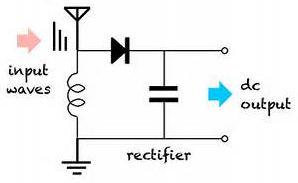 input
waves
dc
output
rectifier